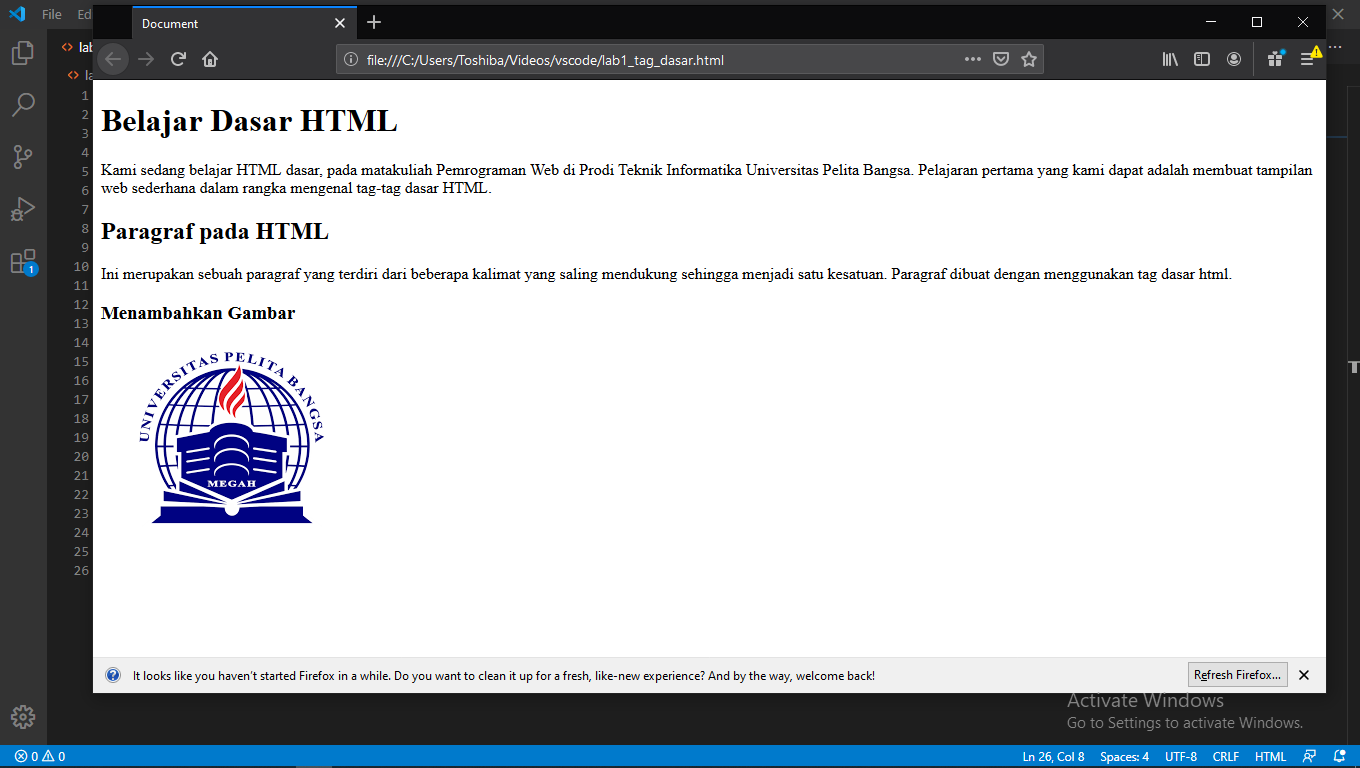 File Ed
Document
file:///C:/Users/Toshiba/Videos/vscode/lab1_tag_dasar.html
lab
la
1
2
3
4
5
6
7
8
9
10
11
12
13
14
15
16
17
18
19
20
21
22
23
24
25
26
Belajar Dasar HTML
Kami sedang belajar HTML dasar, pada matakuliah Pemrograman Web di Prodi Teknik Informatika Universitas Pelita Bangsa. Pelajaran pertama yang kami dapat adalah membuat tampilan
web sederhana dalam rangka mengenal tag-tag dasar HTML.
Paragraf pada HTML
Ini merupakan sebuah paragraf yang terdiri dari beberapa kalimat yang saling mendukung sehingga menjadi satu kesatuan. Paragraf dibuat dengan menggunakan tag dasar html.
Menambahkan Gambar
UNIVERSITAS PELITA BANGSA
MEGAH
1
It looks like you haven't started Firefox in a while. Do you want to clean it up for a fresh, like-new experience? And by the way, welcome back!
Refresh Firefox...
Activate Windows
Go to Settings to activate Windows.
0 0
Ln 26, Col 8 Spaces: 4 UTF-8 CRLF HTML